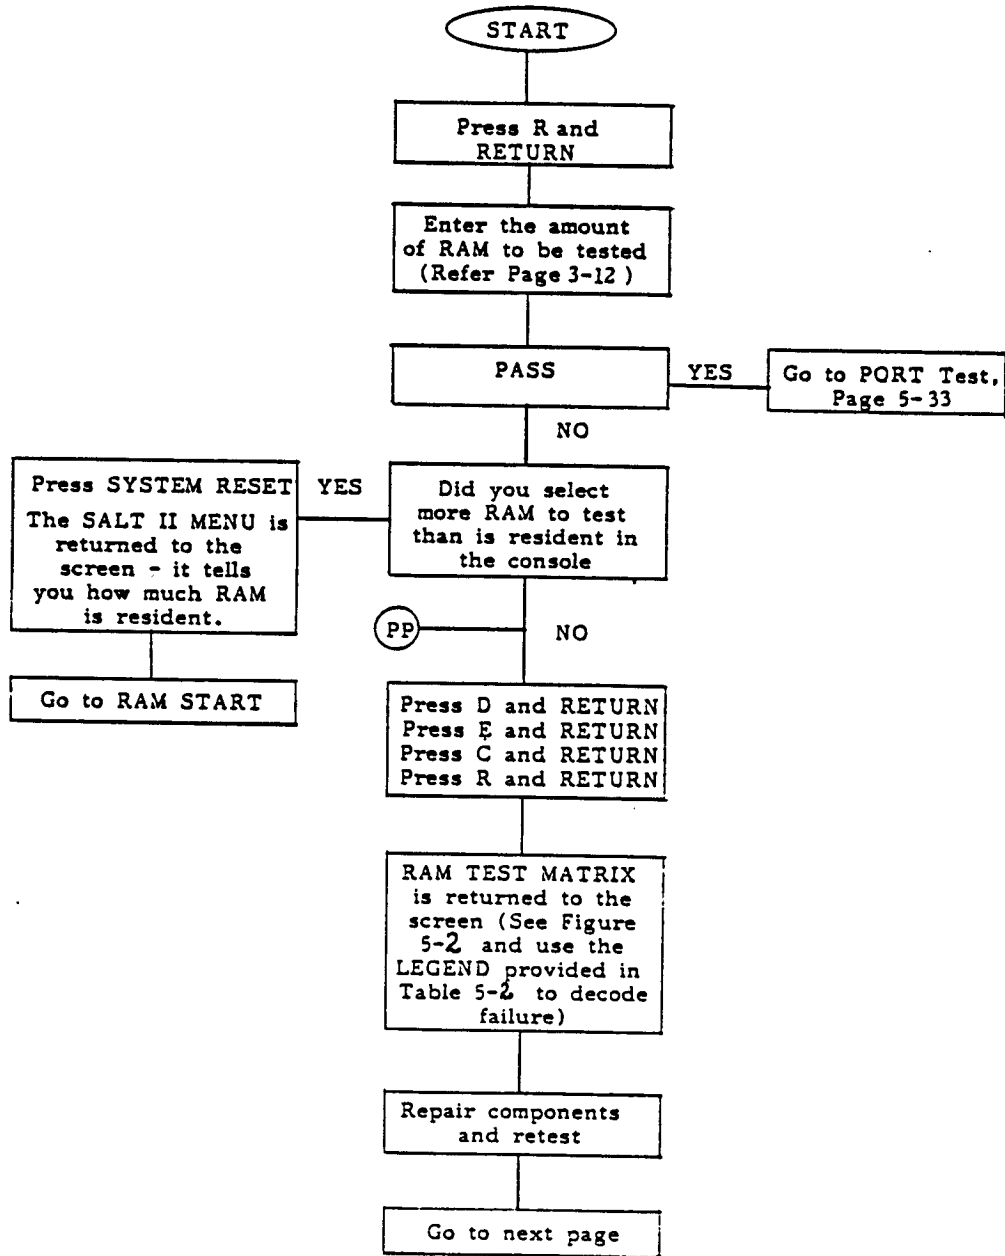 START
Press R and
RETURN
Enter the amount
of RAM to be tested
(Refer Page 3-12)
PASS
YES
Go to PORT Test,
Page 5-33
NO
Press SYSTEM RESET
The SALT II MENU is
returned to the
screen - it tells
you how much RAM
is resident.
YES
Did you select
more RAM to test
than is resident in
the console
Go to RAM START
PP
NO
Press D and RETURN
Press E and RETURN
Press C and RETURN
Press R and RETURN
RAM TEST MATRIX
is returned to the
screen (See Figure
5-2 and use the
LEGEND provided in
Table 5-2 to decode
failure)
Repair components
and retest
Go to next page